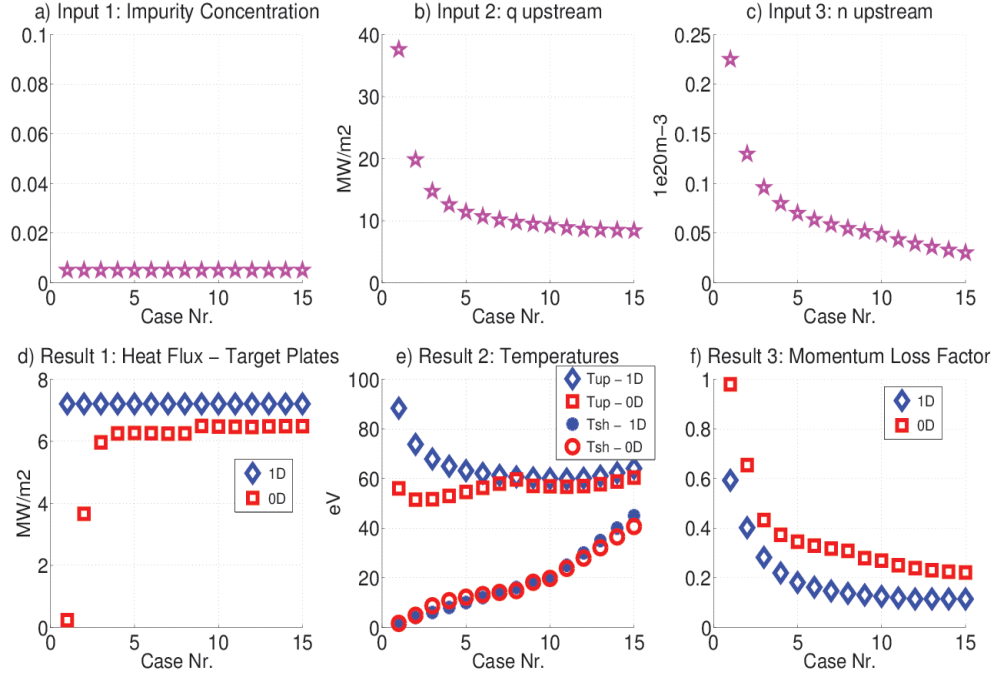 a) Input 1: Impurity Concentration
0.1
0.08
0.06
0.04
0.02
0
0 5 10 15
Case Nr.
b) Input 2: q upstream
MW/m2
40
30
20
10
0
0 5 10 15
Case Nr.
c) Input 3: n upstream
1e20m−3
0.25
0.2
0.15
0.1
0.05
0
0 5 10 15
Case Nr.
d) Result 1: Heat Flux − Target Plates
MW/m2
8
6
4
2
0
0 5 10 15
Case Nr.
1D
0D
e) Result 2: Temperatures
eV
100
80
60
40
20
0
0 5 10 15
Case Nr.
Tup − 1D
Tup − 0D
Tsh − 1D
Tsh − 0D
f) Result 3: Momentum Loss Factor
1
0.8
0.6
0.4
0.2
0
0 5 10 15
Case Nr.
1D
0D